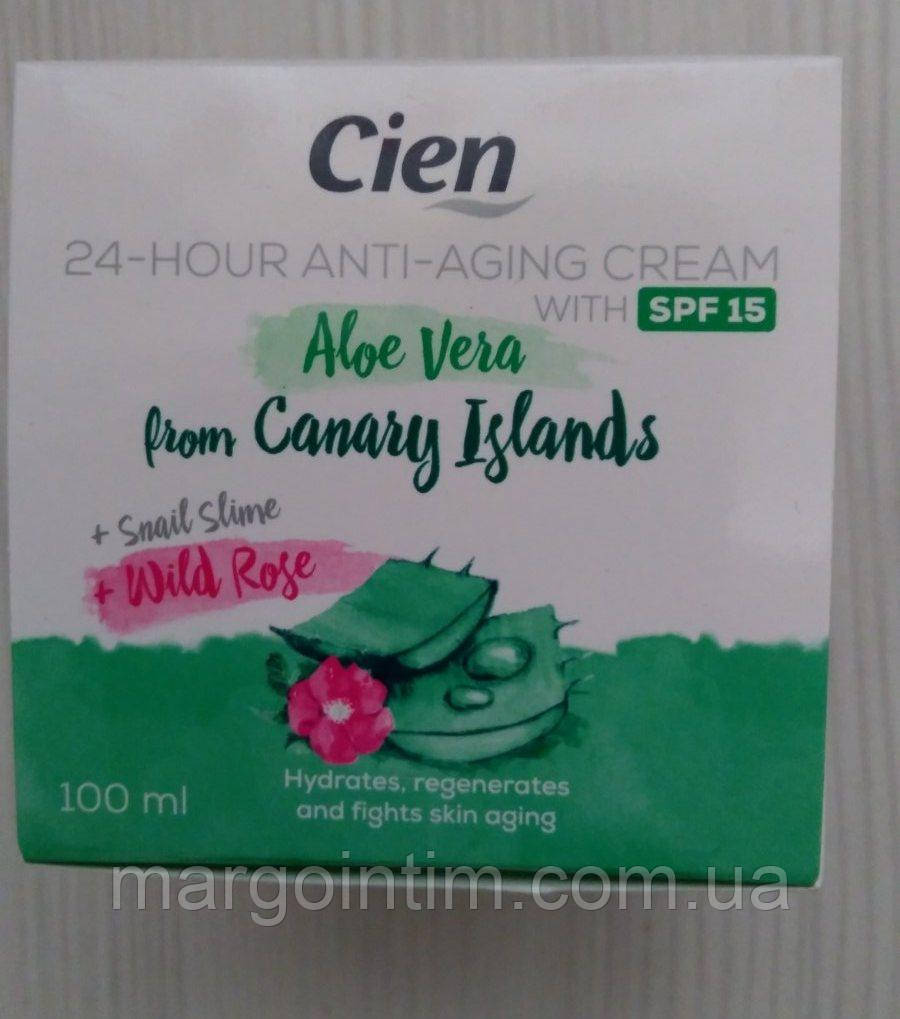 Cien
24-HOUR ANTI-AGING CREAM
WITH SPF 15
Aloe Vera
from Canary Islands
+ Snail Slime
+ Wild Rose
Hydrates, regenerates
and fights skin aging
100 ml
margointim.com.ua